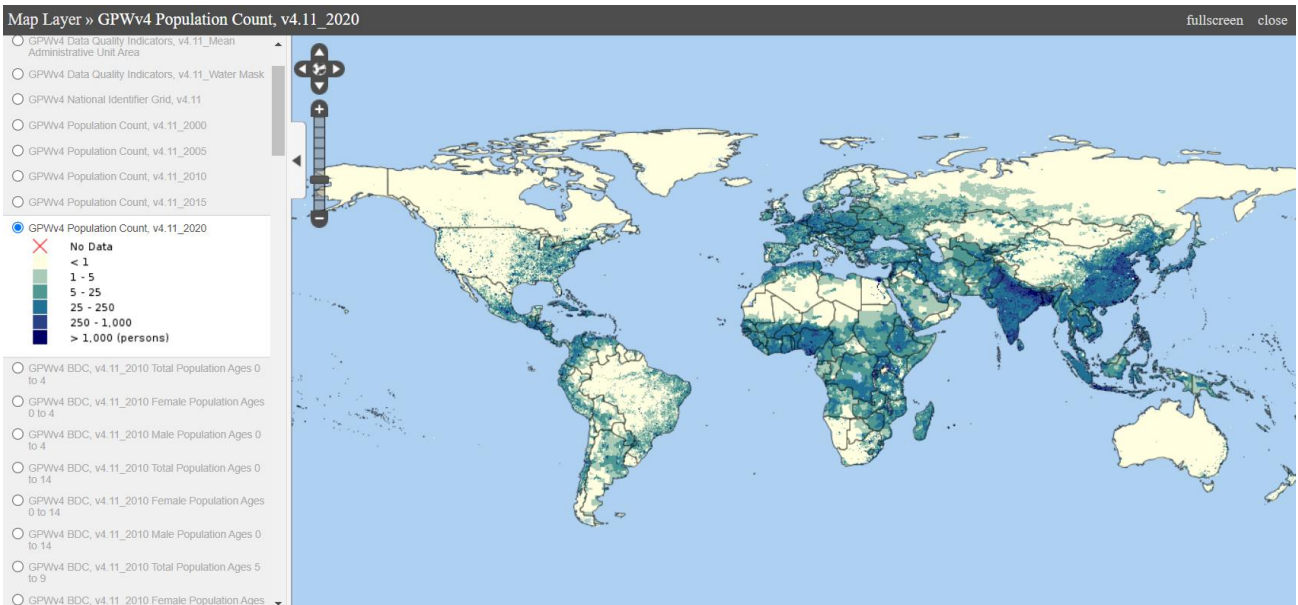 Map Layer » GPWv4 Population Count, v4.11_2020
fullscreen close
GPWv4 Data Quality Indicators, v4.11_Mean
Administrative Unit Area
GPWv4 Data Quality Indicators, v4.11_Water Mask
GPWv4 National Identifier Grid, v4.11
GPWv4 Population Count, v4.11_2000
GPWv4 Population Count, v4.11_2005
GPWv4 Population Count, v4.11_2010
GPWv4 Population Count, v4.11_2015
GPWv4 Population Count, v4.11_2020
No Data
< 1
1 - 5
5 - 25
25 - 250
250 - 1,000
> 1,000 (persons)
GPWv4 BDC, v4.11_2010 Total Population Ages 0
to 4
GPWv4 BDC, v4.11_2010 Female Population Ages
0 to 4
GPWv4 BDC, v4.11_2010 Male Population Ages 0
to 4
GPWv4 BDC, v4.11_2010 Total Population Ages 0
to 14
GPWv4 BDC, v4.11_2010 Female Population Ages
0 to 14
GPWv4 BDC, v4.11_2010 Male Population Ages 0
to 14
GPWv4 BDC, v4.11_2010 Total Population Ages 5
to 9
GPWv4 BDC, v4.11_2010 Female Population Ages